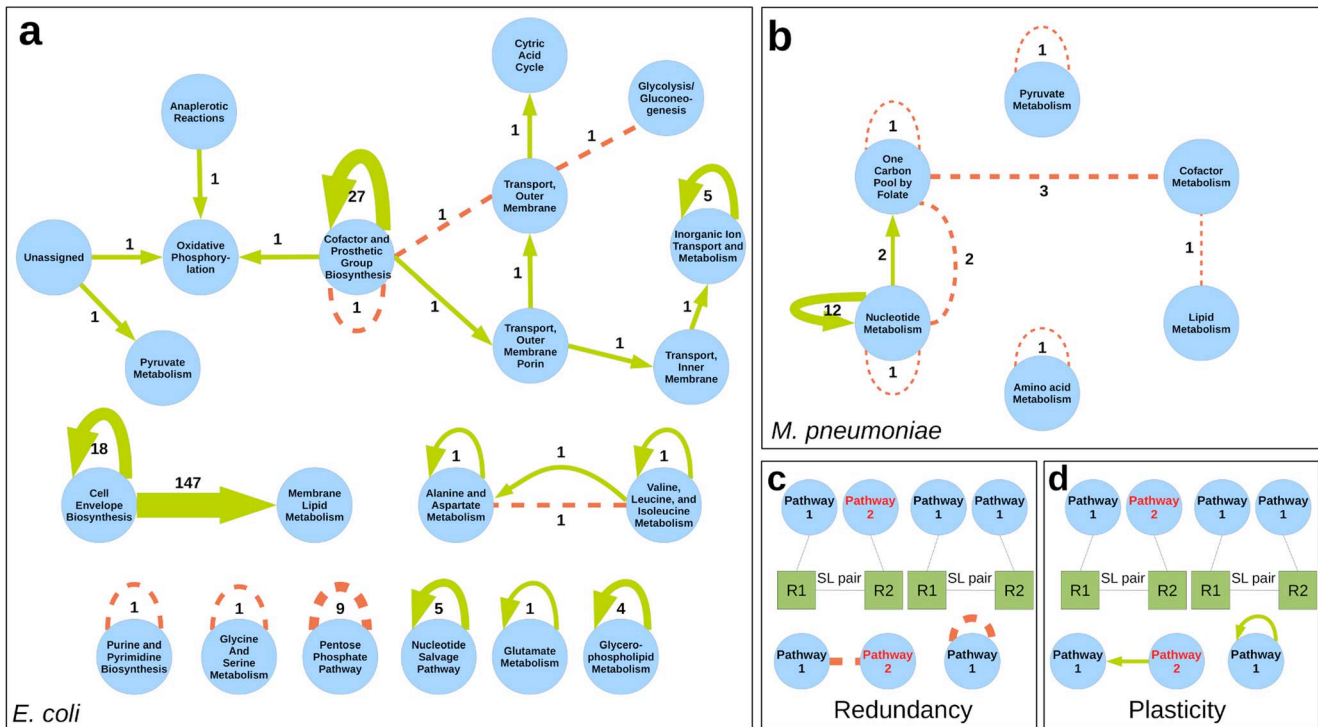 a
Cytric
Acid
Cycle
Glycolysis/
Gluconeo-
genesis
Anaplerotic
Reactions
1
1
1
Transport,
Outer
Membrane
27
1
5
Unassigned
1
Oxidative
Phosphory-
lation
1
Cofactor and
Prosthetic
Group
Biosynthesis
Inorganic Ion
Transport and
Metabolism
1
1
1
1
1
Transport,
Outer
Membrane
Porin
1
Transport,
Inner
Membrane
Pyruvate
Metabolism
18
147
Cell
Envelope
Biosynthesis
Membrane
Lipid
Metabolism
1
1
1
Alanine and
Aspartate
Metabolism
1
Valine,
Leucine, and
Isoleucine
Metabolism
1
1
9
5
1
4
Purine and
Pyrimidine
Biosynthesis
Glycine
And
Serine
Metabolism
Pentose
Phosphate
Pathway
Nucleotide
Salvage
Pathway
Glutamate
Metabolism
Glycero-
phospholipid
Metabolism
E. coli
b
1
Pyruvate
Metabolism
1
One
Carbon
Pool by
Folate
3
Cofactor
Metabolism
2
2
1
12
Nucleotide
Metabolism
Lipid
Metabolism
1
1
Amino acid
Metabolism
M. pneumoniae
c
Pathway
1
Pathway
2
Pathway
1
Pathway
1
R1
SL pair
R2
R1
SL pair
R2
Pathway
1
Pathway
2
Pathway
1
Redundancy
d
Pathway
1
Pathway
2
Pathway
1
Pathway
1
R1
SL pair
R2
R1
SL pair
R2
Pathway
1
Pathway
2
Pathway
1
Plasticity